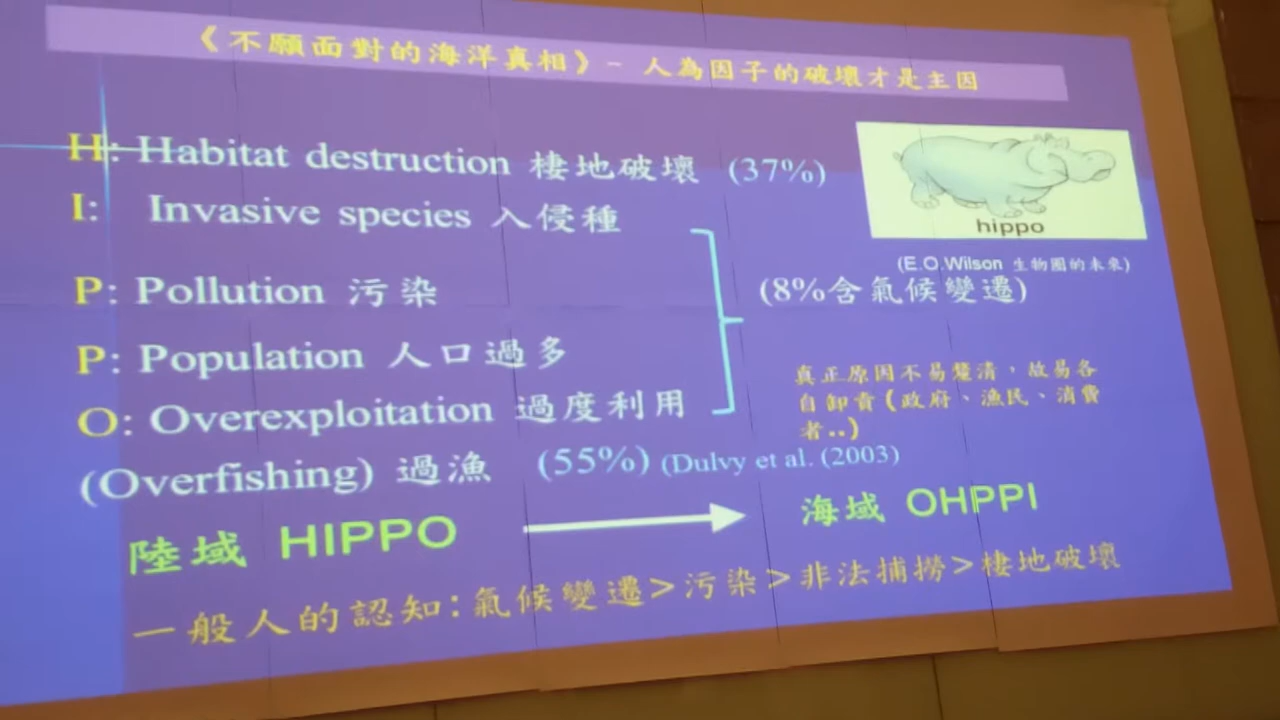 《不願面對的海洋真相》- 人為因子的破壞才是主因
H: Habitat destruction 棲地破壞 (37%)
I: Invasive species 入侵種
hippo
(E.O.Wilson 生物圈的未來)
P: Pollution 污染
(8%含氣候變遷)
P: Population 人口過多
真正原因不易釐清,故易各
自卸責(政府、漁民、消費
者..)
O: Overexploitation 過度利用
(Overfishing) 過漁 (55%) (Dulvy et al. (2003)
陸域 HIPPO
海域 OHPPI
一般人的認知:氣候變遷>污染>非法捕撈>棲地破壞